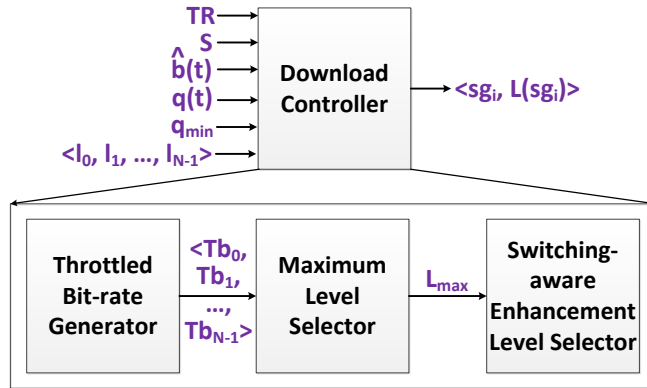 TR
S
b̂(t)
q(t)
qmin
<l0, l1, ..., lN-1>
Download
Controller
<sgi, L(sgi)>
Throttled
Bit-rate
Generator
<Tb0,
Tb1,
...,
TbN-1>
Maximum
Level
Selector
Lmax
Switching-
aware
Enhancement
Level Selector